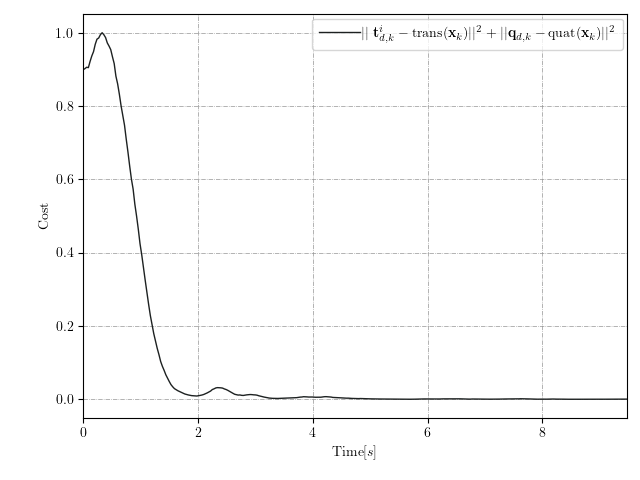 || t^i_{d,k} − trans(x_k)||^2 + ||q_{d,k} − quat(x_k)||^2
1.0
0.8
0.6
0.4
0.2
0.0
Cost
0 2 4 6 8
Time[s]